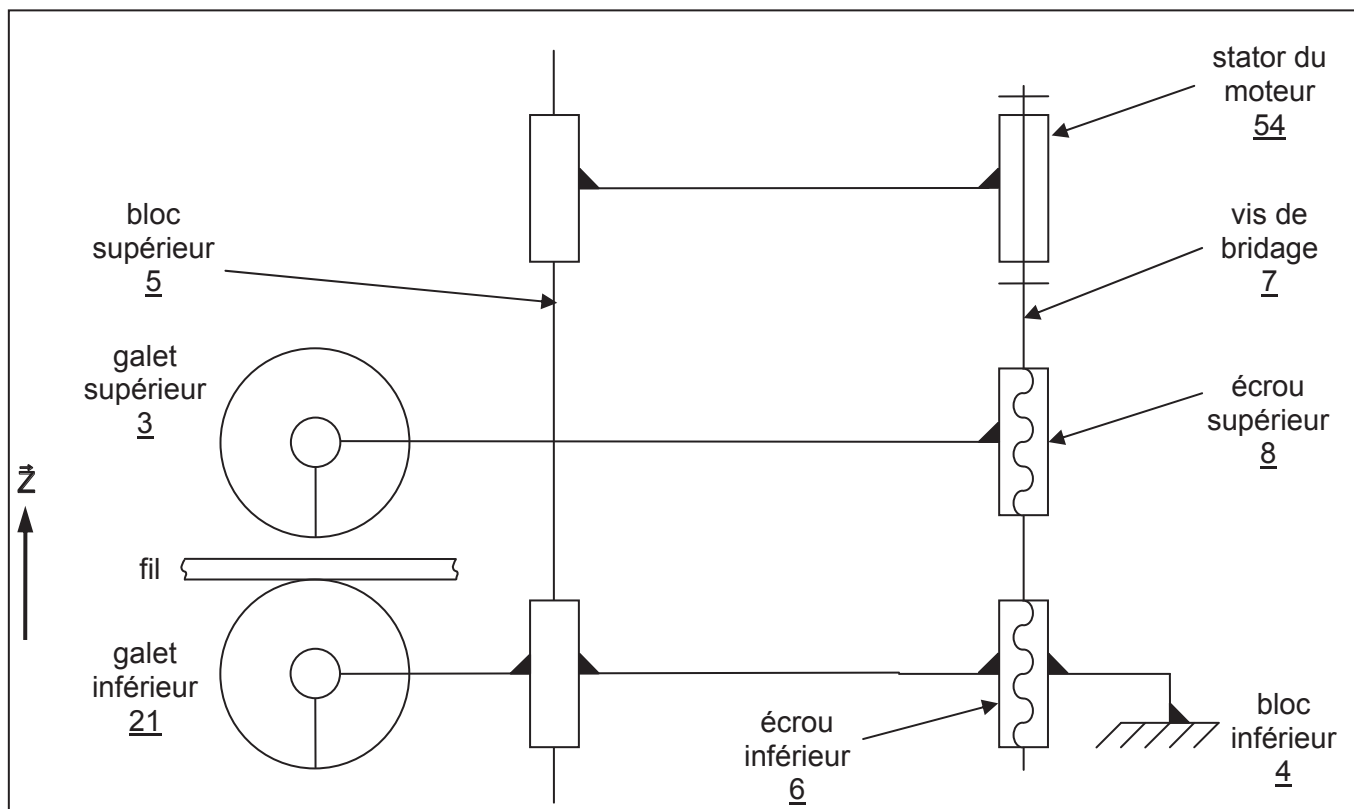 stator du
moteur
54
bloc
supérieur
5
vis de
bridage
7
galet
supérieur
3
écrou
supérieur
8
Z
fil
galet
inférieur
21
écrou
inférieur
6
bloc
inférieur
4